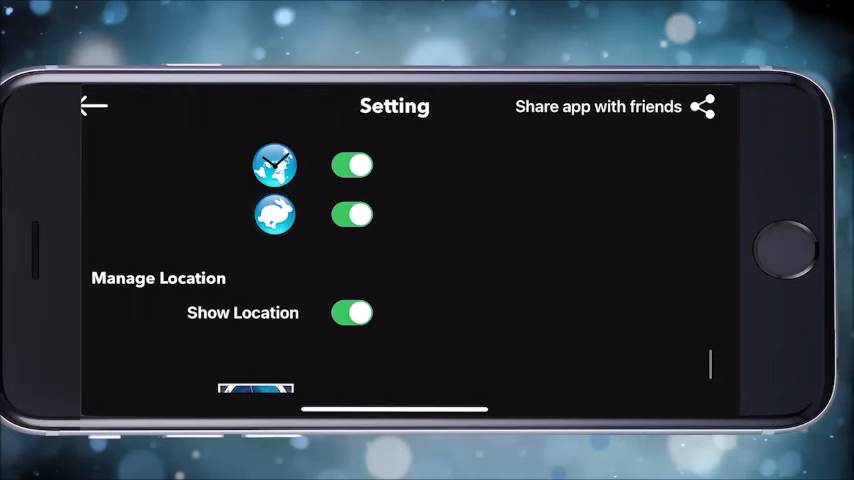 Setting
Share app with friends
Manage Location
Show Location